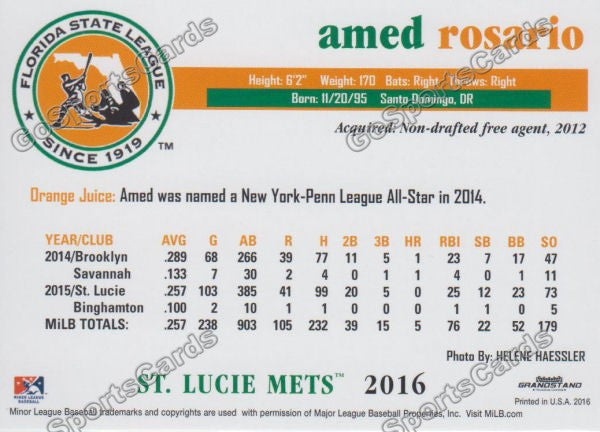 FLORIDA STATE LEAGUE
SINCE 1919
TM
amed rosario
Height: 6'2" Weight: 170 Bats: Right Throws: Right
Born: 11/20/95 Santo Domingo, DR
Acquired: Non-drafted free agent, 2012
Orange Juice: Amed was named a New York-Penn League All-Star in 2014.
YEAR/CLUB AVG G AB R H 2B 3B HR RBI SB BB SO
2014/Brooklyn .289 68 266 39 77 11 5 1 23 7 17 47
Savannah .133 7 30 2 4 0 1 1 4 0 1 11
2015/St. Lucie .257 103 385 41 99 20 5 0 25 12 23 73
Binghamton .100 2 10 1 1 0 0 0 1 1 0 5
MiLB TOTALS: .257 238 903 105 232 39 15 5 76 22 52 179
Photo By: HELENE HAESSLER
ST. LUCIE METS™ 2016
GRANDSTAND
Minor League Baseball trademarks and copyrights are used with permission of Major League Baseball Properties, Inc. Visit MiLB.com.
Printed in U.S.A. 2016
GoSportsCards
GoSportsCards
GoSportsCards
GoSportsCards
GoSportsCards